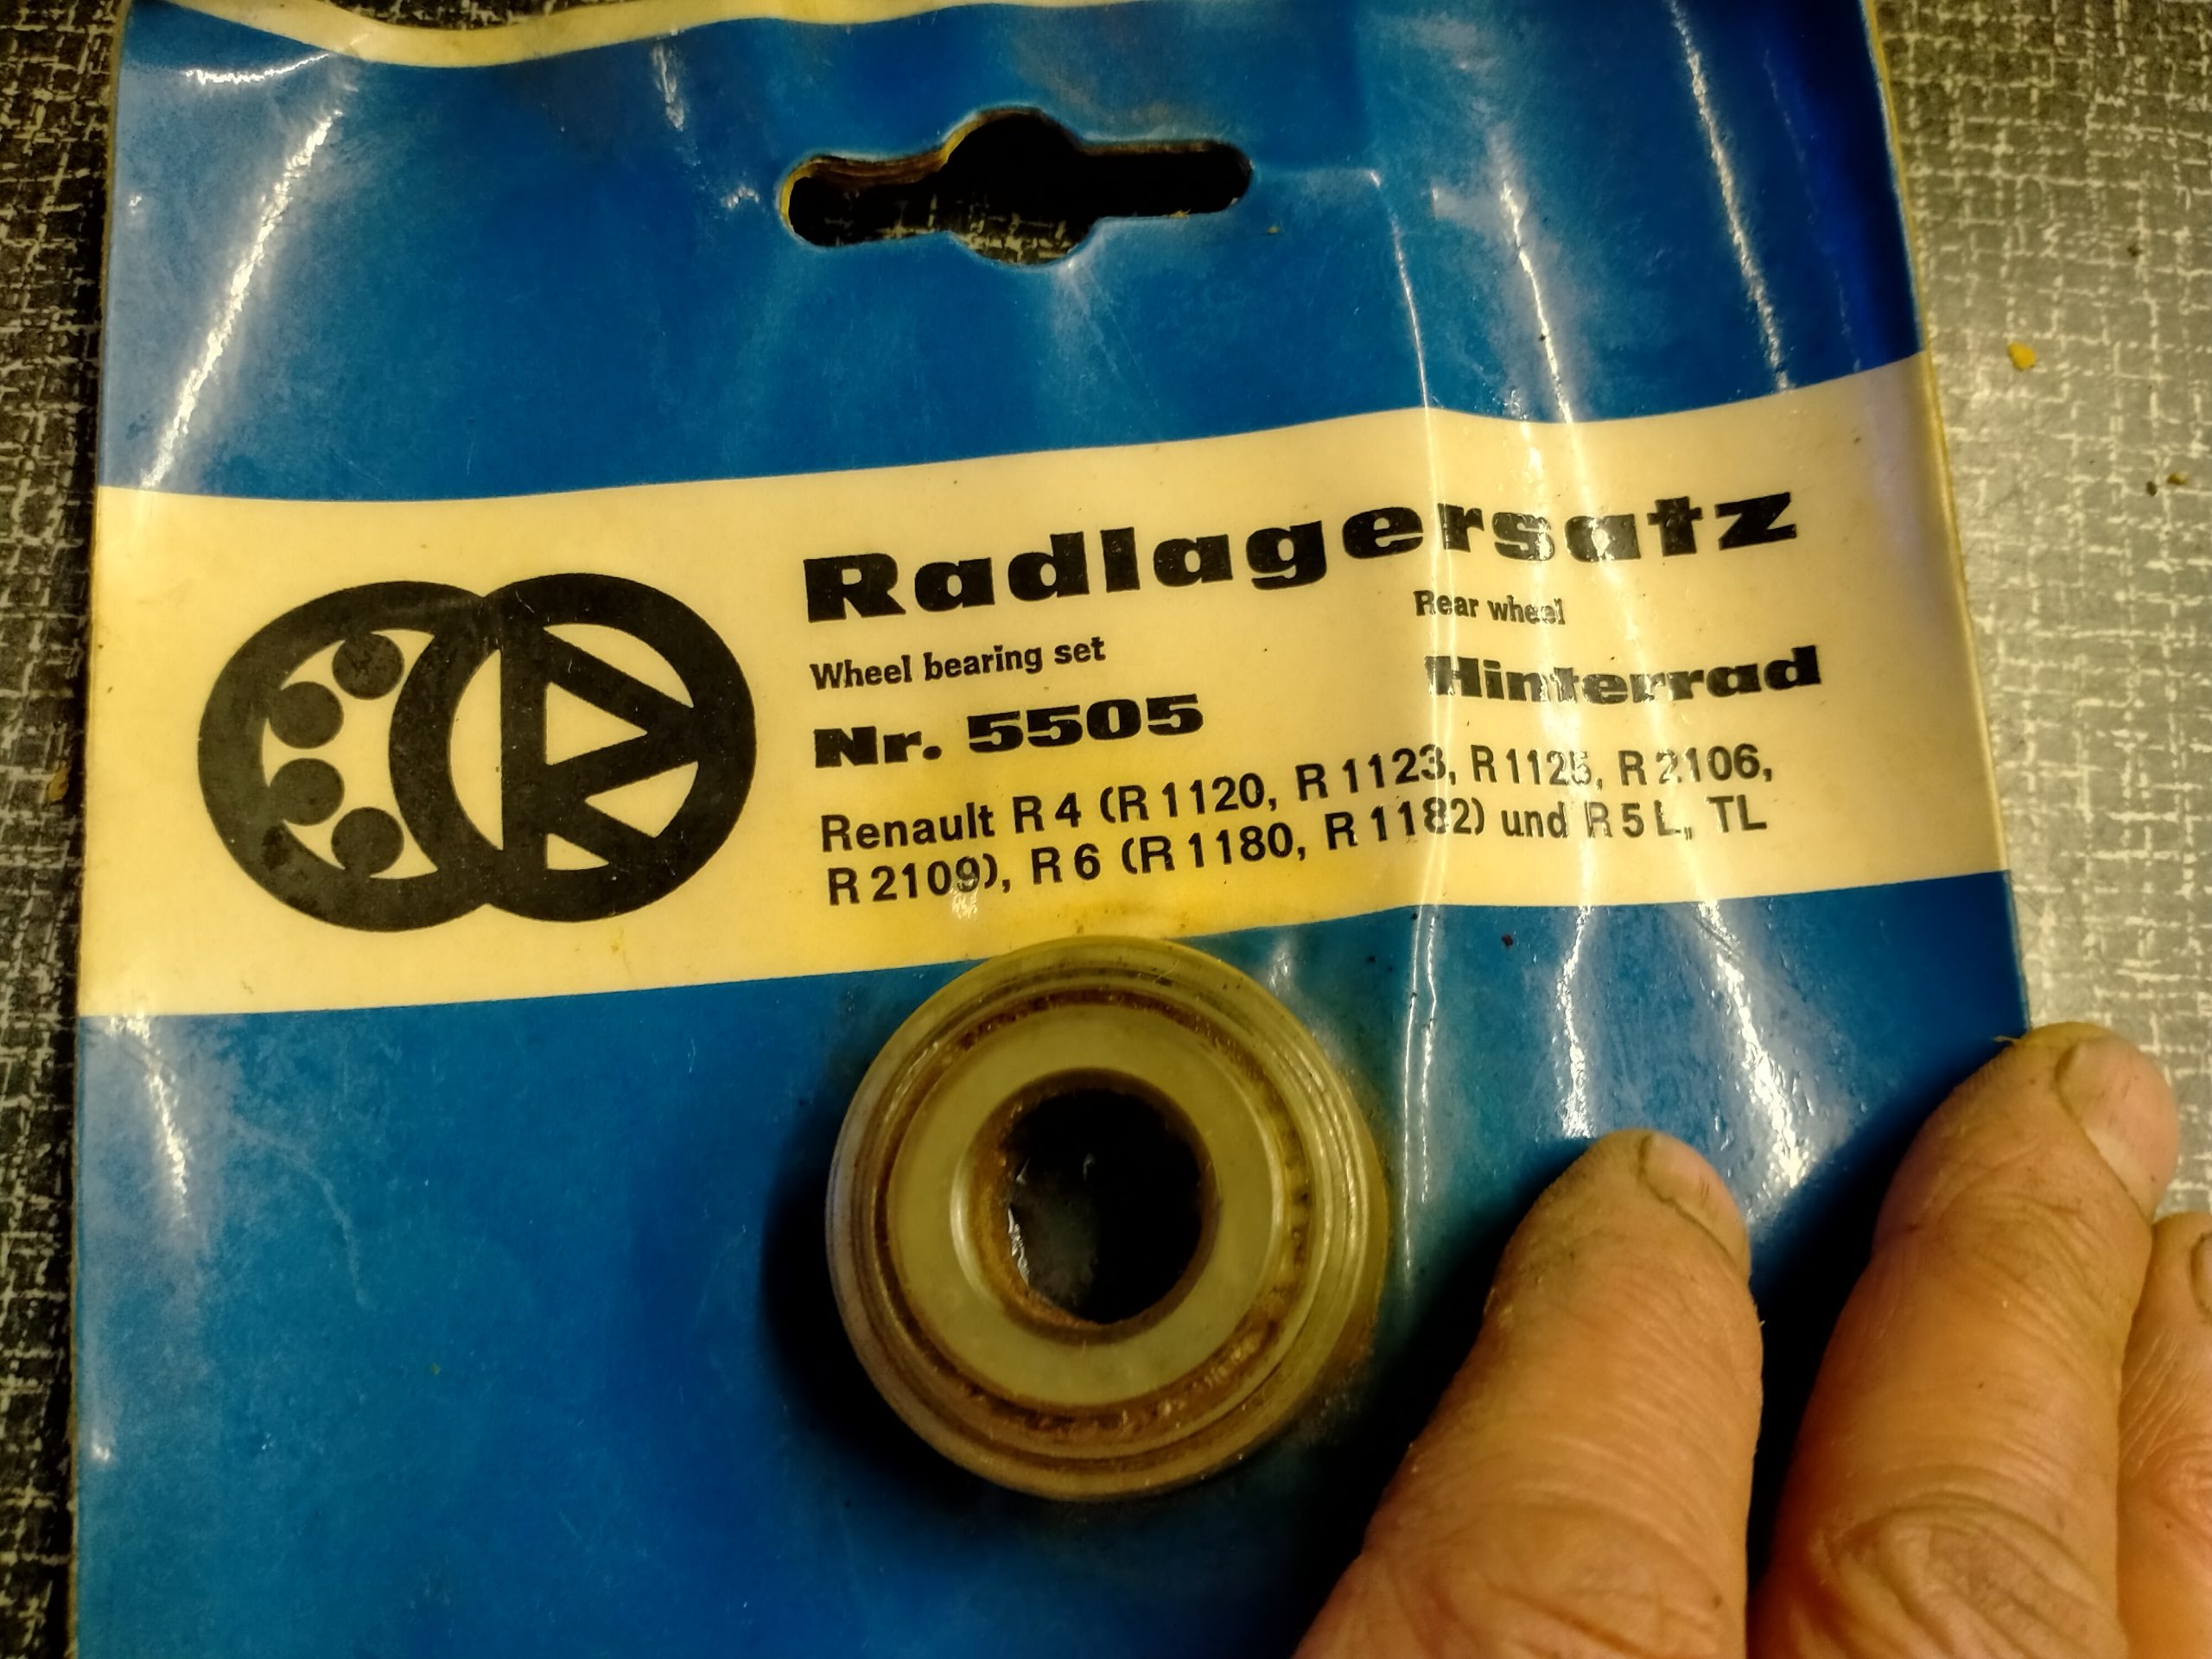 Radlagersatz
Wheel bearing set
Rear wheel
Nr. 5505
Hinterrad
Renault R 4 (R 1120, R 1123, R 1125, R 2106,
R 2109), R 6 (R 1180, R 1182) und R 5 L, TL